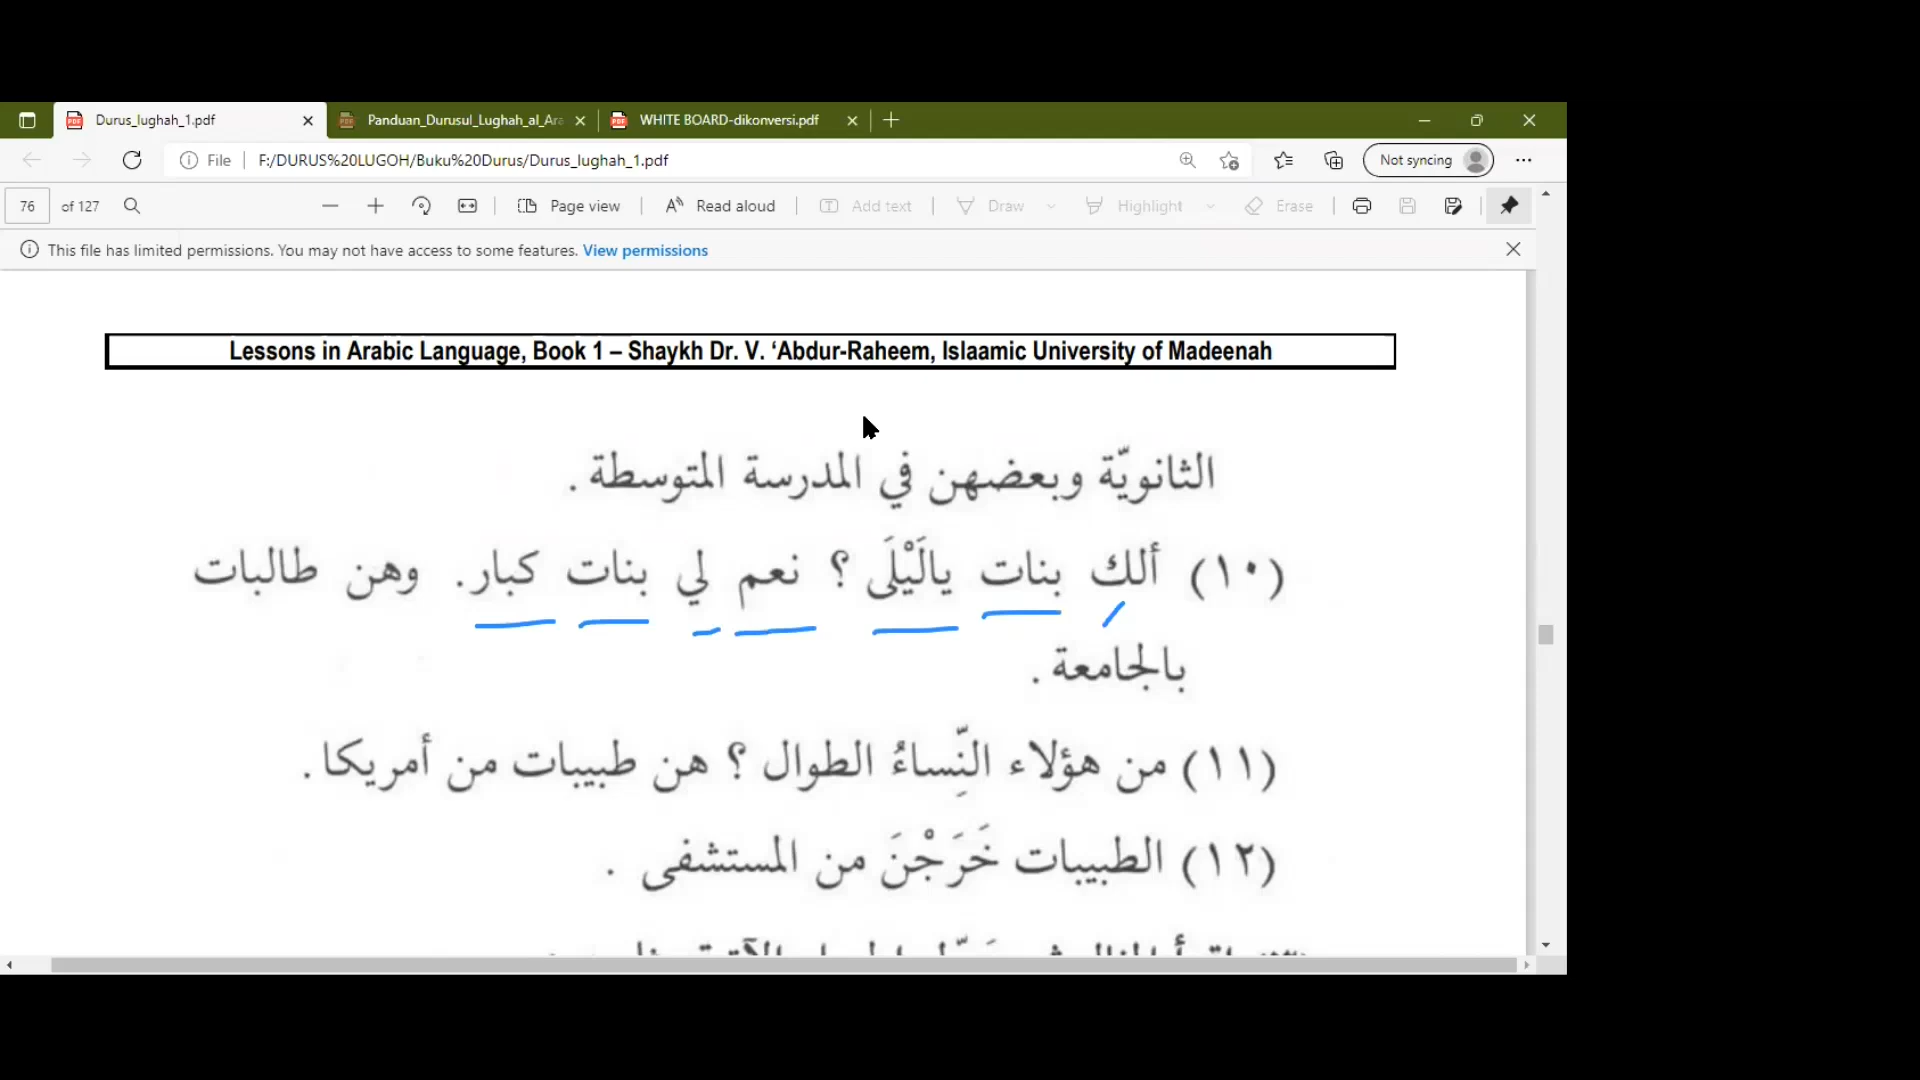 Durus_lughah_1.pdf
Panduan_Durusul_Lughah_al_Ara
WHITE BOARD-dikonversi.pdf
File
F:/DURUS%20LUGOH/Buku%20Durus/Durus_lughah_1.pdf
Not syncing
76 of 127
Page view
Read aloud
Add text
Draw
Highlight
Erase
This file has limited permissions. You may not have access to some features. View permissions
Lessons in Arabic Language, Book 1 – Shaykh Dr. V. ‘Abdur-Raheem, Islaamic University of Madeenah
الثانويّة وبعضهن في المدرسة المتوسطة .
(١٠) ألك بنات يالَيْلَى ؟ نعم لي بنات كبار. وهن طالبات
بالجامعة .
(١١) من هؤلاء النِّساءُ الطوال ؟ هن طبيبات من أمريكا .
(١٢) الطبيبات خَرَجْنَ من المستشفى .